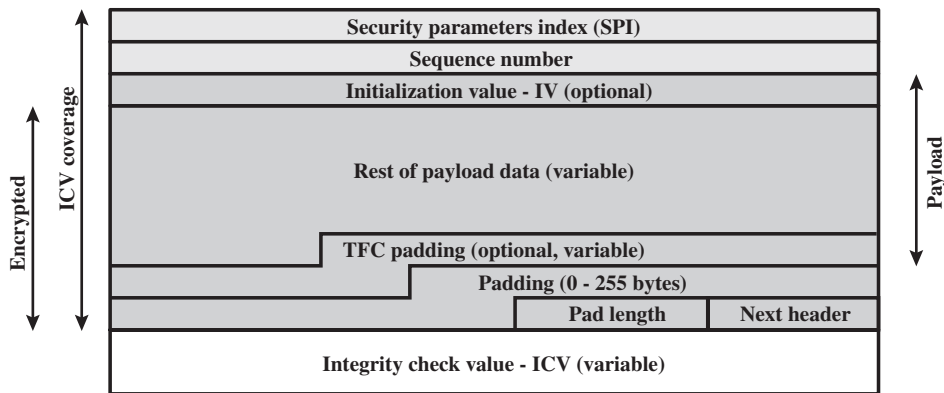 Security parameters index (SPI)
Sequence number
Initialization value - IV (optional)
Rest of payload data (variable)
TFC padding (optional, variable)
Padding (0 - 255 bytes)
Pad length
Next header
Integrity check value - ICV (variable)
Encrypted
ICV coverage
Payload